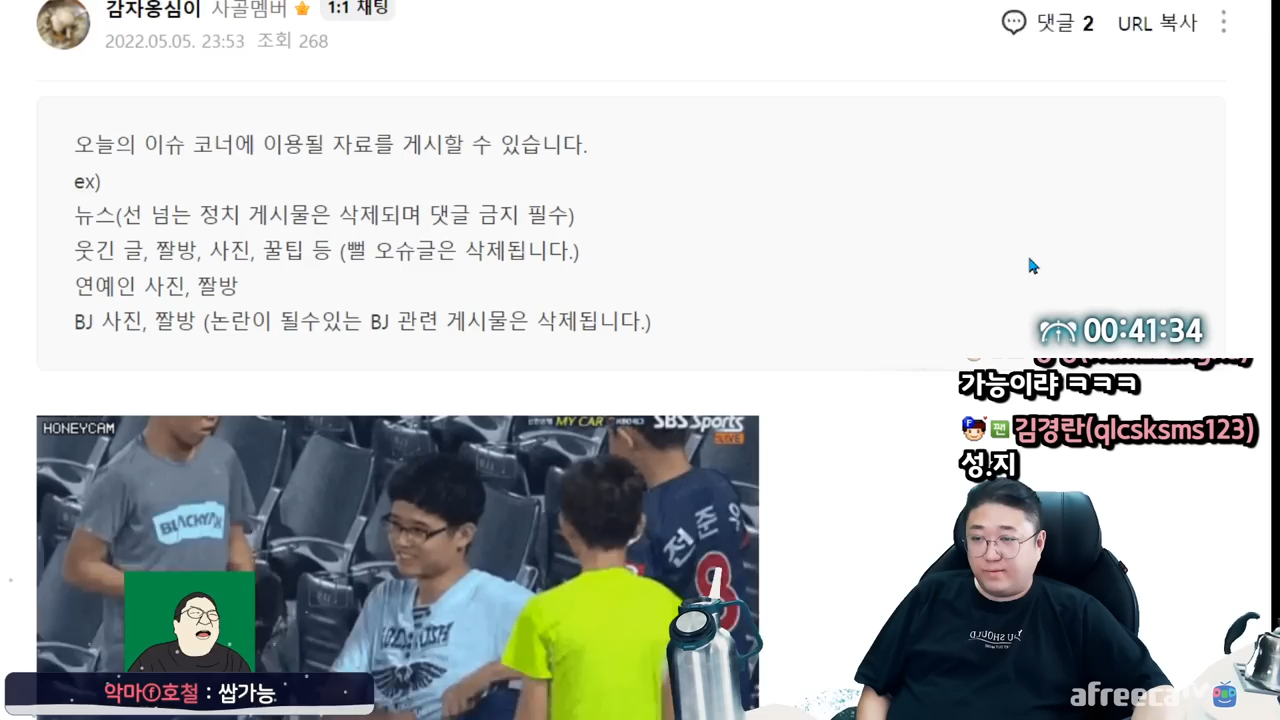 감자옹심이 사골멤버 1:1 채팅
2022.05.05. 23:53 조회 268
댓글 2 URL 복사
오늘의 이슈 코너에 이용될 자료를 게시할 수 있습니다.
ex)
뉴스(선 넘는 정치 게시물은 삭제되며 댓글 금지 필수)
웃긴 글, 짤방, 사진, 꿀팁 등 (뻘 오슈글은 삭제됩니다.)
연예인 사진, 짤방
BJ 사진, 짤방 (논란이 될수있는 BJ 관련 게시물은 삭제됩니다.)
00:41:34
가능이랴 ㅋㅋㅋ
팬 김경란(qlcsksms123)
성.지
HONEYCAM
MY CAR
SBS Sports
LIVE
BLACKYAK
전준우
8
악마ⓕ호철 : 쌉가능
afreecaTV